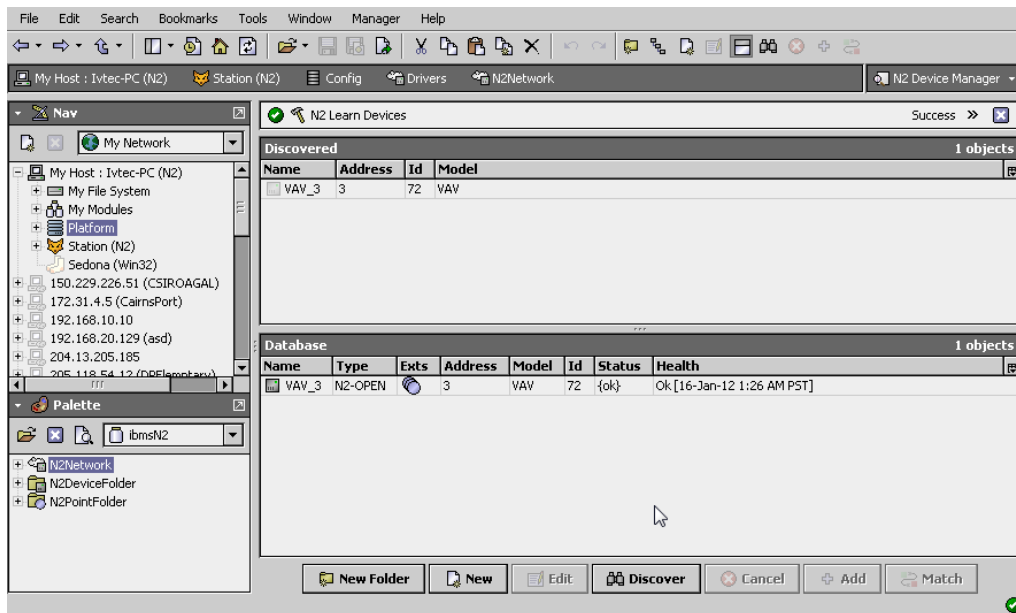 File Edit Search Bookmarks Tools Window Manager Help
My Host : Ivtec-PC (N2) Station (N2) Config Drivers N2Network N2 Device Manager
Nav
My Network
My Host : Ivtec-PC (N2)
My File System
My Modules
Platform
Station (N2)
Sedona (Win32)
150.229.226.51 (CSIROAGAL)
172.31.4.5 (CairnsPort)
192.168.10.10
192.168.20.129 (asd)
204.13.205.185
205.118.54.12
Palette
ibmsN2
N2Network
N2DeviceFolder
N2PointFolder
N2 Learn Devices Success »
Discovered 1 objects
Name Address Id Model
VAV_3 3 72 VAV
Database 1 objects
Name Type Exts Address Model Id Status Health
VAV_3 N2-OPEN 3 VAV 72 {ok} Ok [16-Jan-12 1:26 AM PST]
New Folder New Edit Discover Cancel Add Match